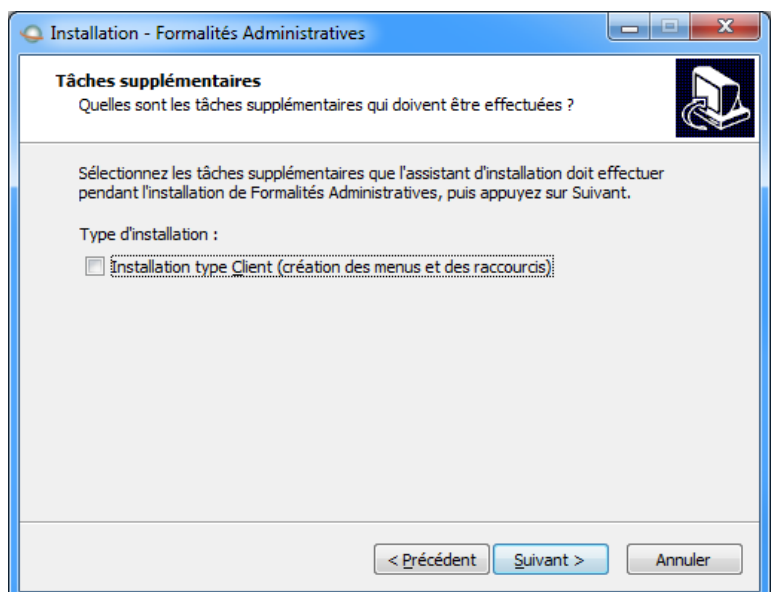 Installation - Formalités Administratives
Tâches supplémentaires
Quelles sont les tâches supplémentaires qui doivent être effectuées ?
Sélectionnez les tâches supplémentaires que l'assistant d'installation doit effectuer
pendant l'installation de Formalités Administratives, puis appuyez sur Suivant.
Type d'installation :
Installation type Client (création des menus et des raccourcis)
< Précédent Suivant > Annuler